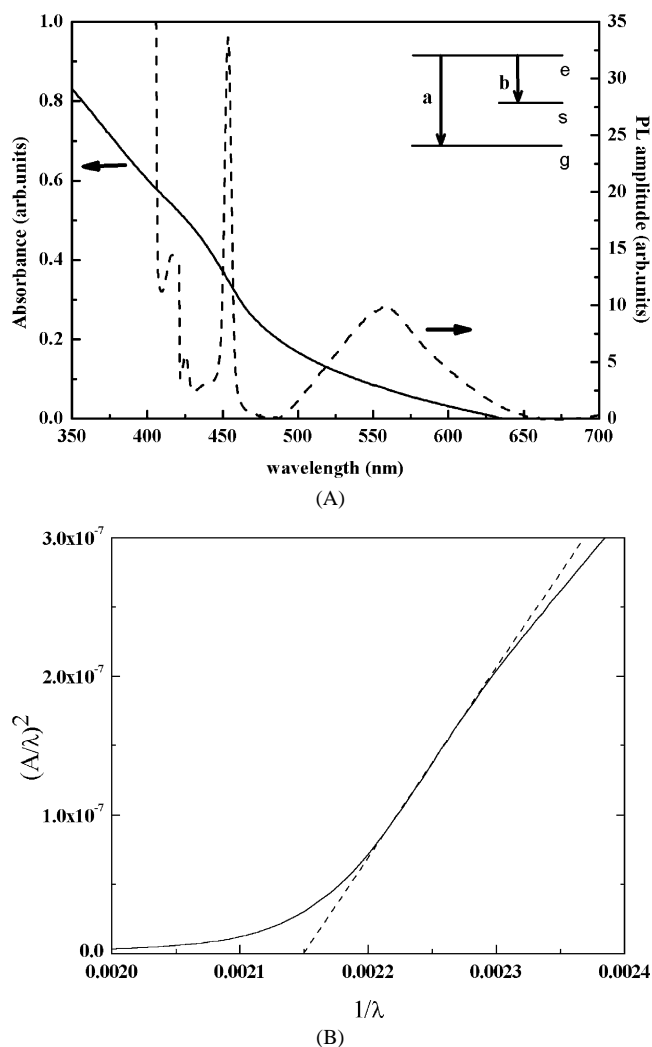 1.0
0.8
0.6
0.4
0.2
0.0
35
30
25
20
15
10
5
0
Absorbance (arb.units)
PL amplitude (arb.units)
a
b
e
s
g
350 400 450 500 550 600 650 700
wavelength (nm)
(A)
3.0x10⁻⁷
2.0x10⁻⁷
1.0x10⁻⁷
0.0
(A/λ)²
0.0020 0.0021 0.0022 0.0023 0.0024
1/λ
(B)